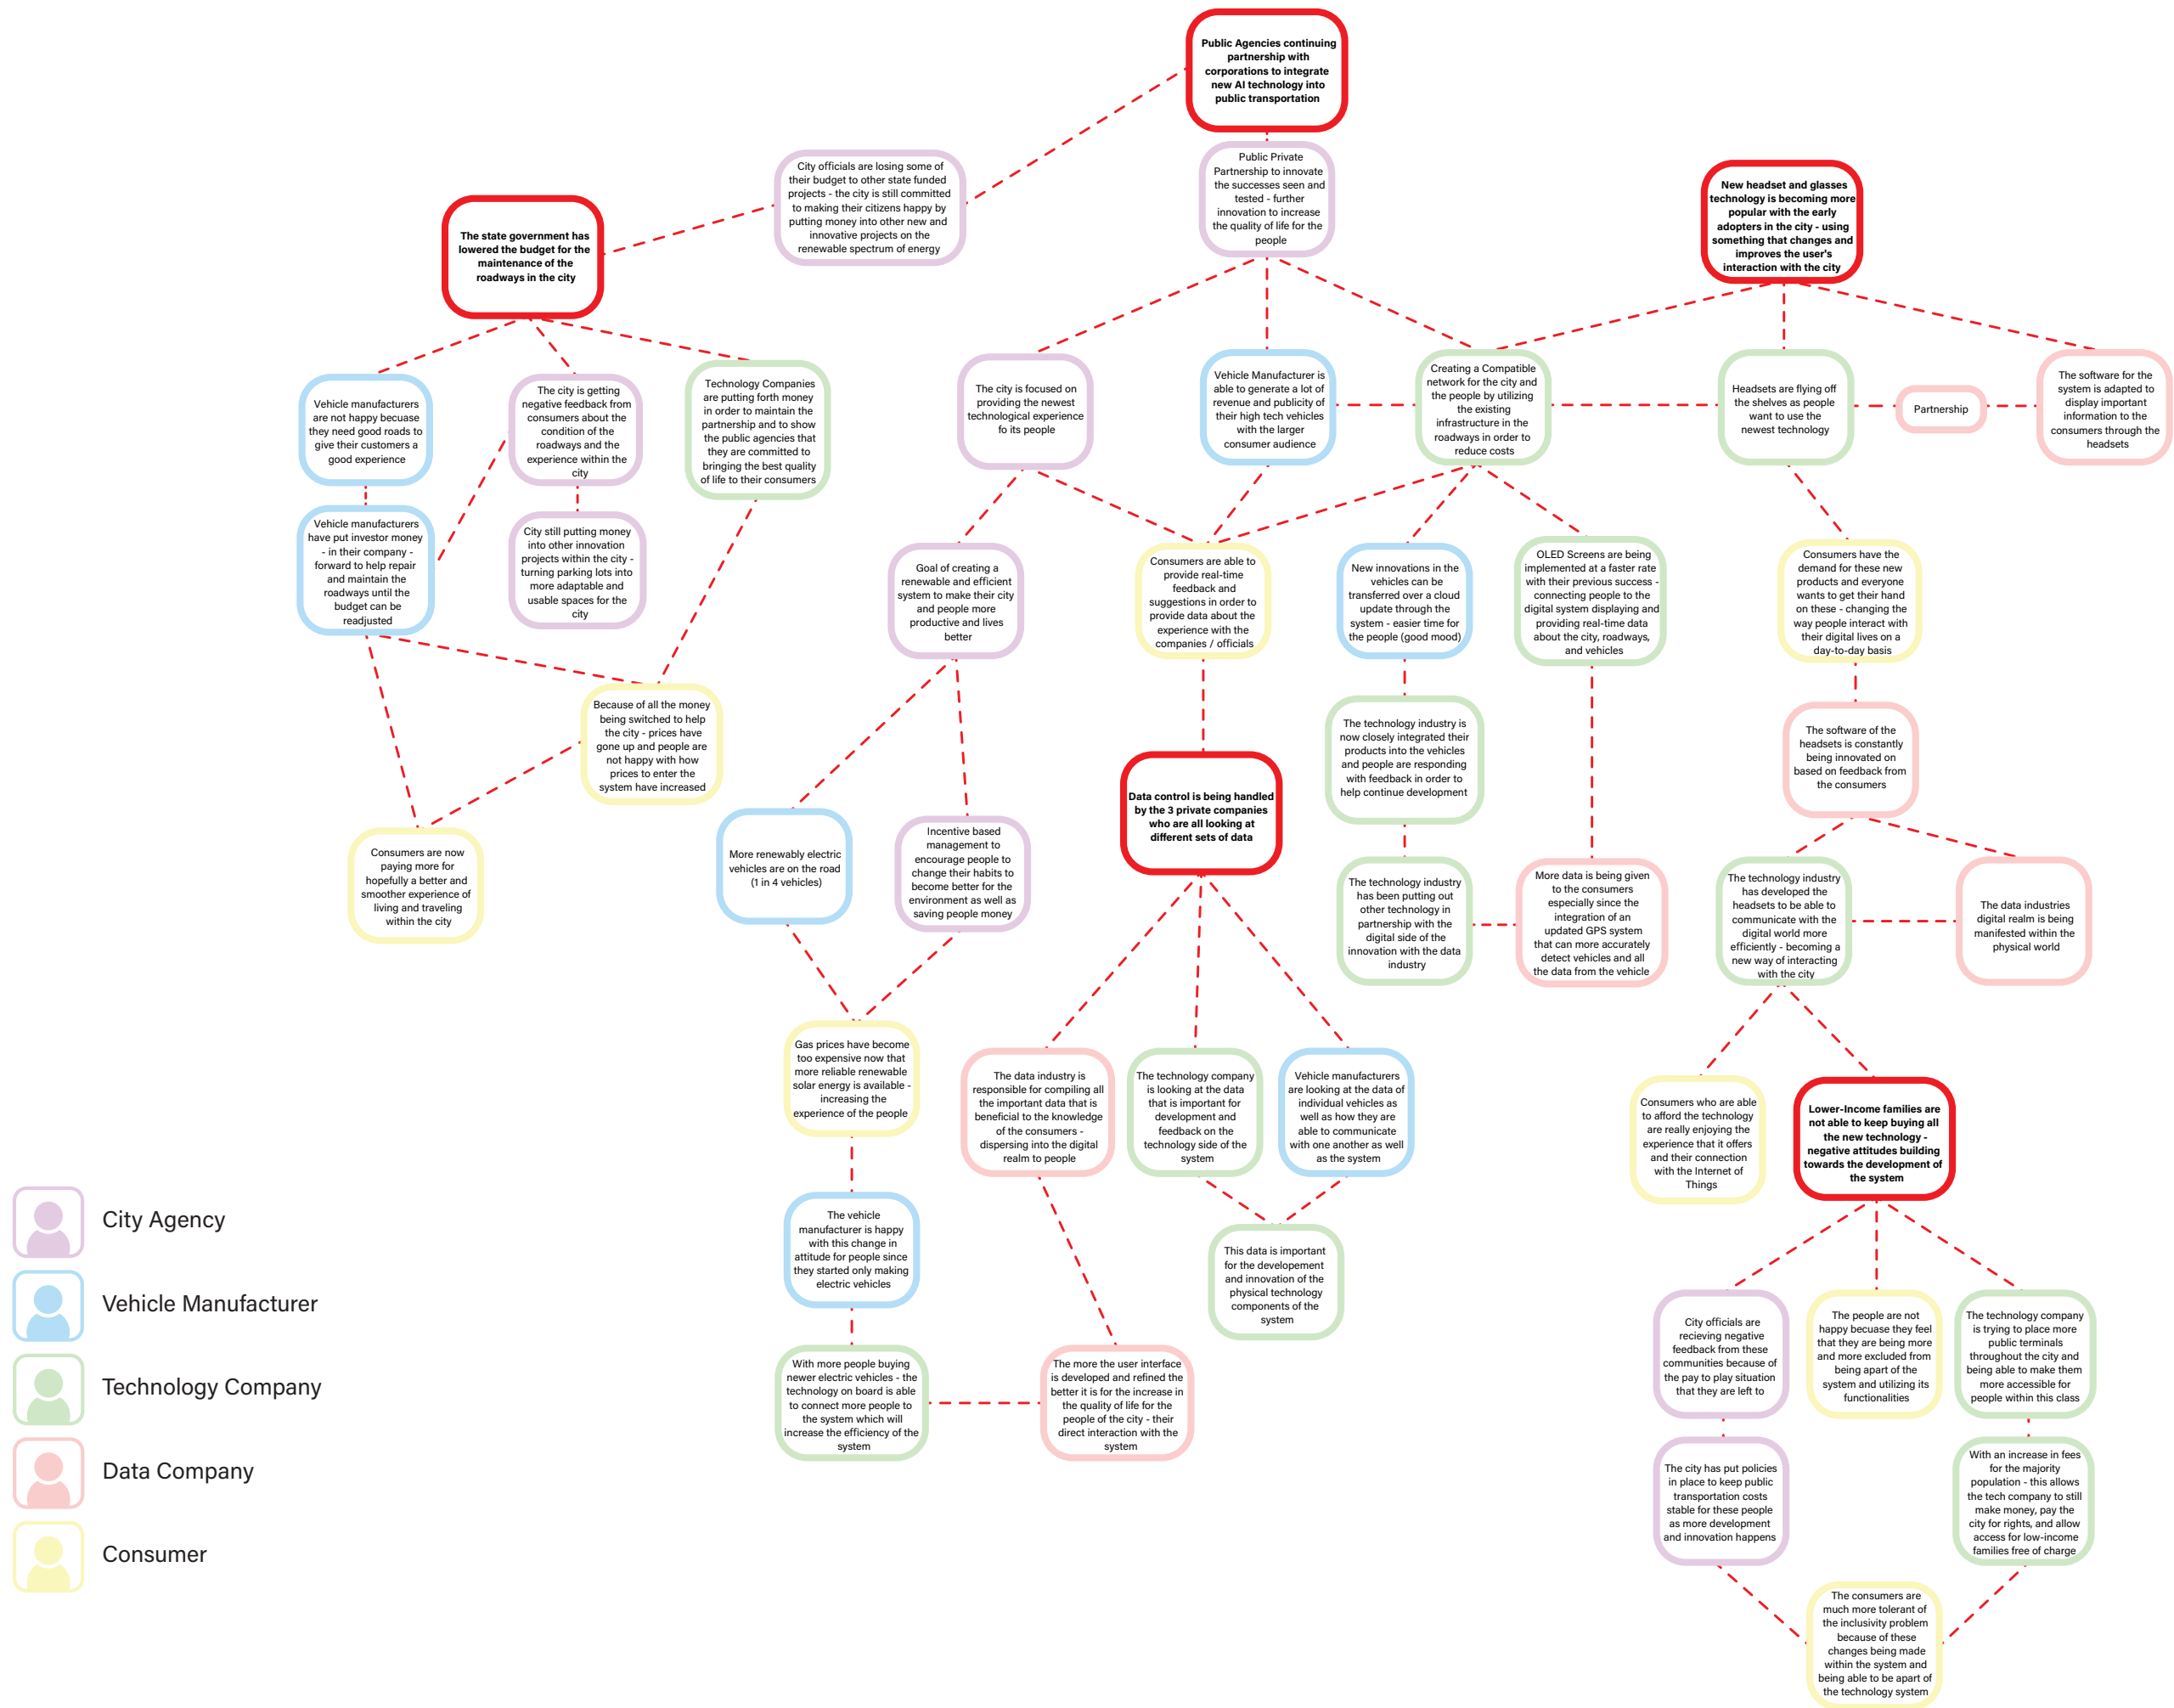 Public Agencies continuing
partnership with
corporations to integrate
new AI technology into
public transportation
City officials are losing some of
their budget to other state funded
projects - the city is still committed
to making their citizens happy by
putting money into other new and
innovative projects on the
renewable spectrum of energy
Public Private
Partnership to innovate
the successes seen and
tested - further
innovation to increase
the quality of life for the
people
New headset and glasses
technology is becoming more
popular with the early
adopters in the city - using
something that changes and
improves the user's
interaction with the city
The state government has
lowered the budget for the
maintenance of the
roadways in the city
Vehicle manufacturers
are not happy becuase
they need good roads to
give their customers a
good experience
The city is getting
negative feedback from
consumers about the
condition of the
roadways and the
experience within the
city
Technology Companies
are putting forth money
in order to maintain the
partnership and to show
the public agencies that
they are committed to
bringing the best quality
of life to their consumers
The city is focused on
providing the newest
technological experience
fo its people
Vehicle Manufacturer is
able to generate a lot of
revenue and publicity of
their high tech vehicles
with the larger
consumer audience
Creating a Compatible
network for the city and
the people by utilizing
the existing
infrastructure in the
roadways in order to
reduce costs
Headsets are flying off
the shelves as people
want to use the
newest technology
Partnership
The software for the
system is adapted to
display important
information to the
consumers through the
headsets
Vehicle manufacturers
have put investor money
- in their company -
forward to help repair
and maintain the
roadways until the
budget can be
readjusted
City still putting money
into other innovation
projects within the city -
turning parking lots into
more adaptable and
usable spaces for the
city
Goal of creating a
renewable and efficient
system to make their city
and people more
productive and lives
better
Consumers are able to
provide real-time
feedback and
suggestions in order to
provide data about the
experience with the
companies / officials
New innovations in the
vehicles can be
transferred over a cloud
update through the
system - easier time for
the people (good mood)
OLED Screens are being
implemented at a faster rate
with their previous success -
connecting people to the
digital system displaying and
providing real-time data
about the city, roadways,
and vehicles
Consumers have the
demand for these new
products and everyone
wants to get their hand
on these - changing the
way people interact with
their digital lives on a
day-to-day basis
Because of all the money
being switched to help
the city - prices have
gone up and people are
not happy with how
prices to enter the
system have increased
The technology industry is
now closely integrated their
products into the vehicles
and people are responding
with feedback in order to
help continue development
The software of the
headsets is constantly
being innovated on
based on feedback from
the consumers
Data control is being handled
by the 3 private companies
who are all looking at
different sets of data
Consumers are now
paying more for
hopefully a better and
smoother experience of
living and traveling
within the city
More renewably electric
vehicles are on the road
(1 in 4 vehicles)
Incentive based
management to
encourage people to
change their habits to
become better for the
environment as well as
saving people money
The technology industry
has been putting out
other technology in
partnership with the
digital side of the
innovation with the data
industry
More data is being given
to the consumers
especially since the
integration of an
updated GPS system
that can more accurately
detect vehicles and all
the data from the vehicle
The technology industry
has developed the
headsets to be able to
communicate with the
digital world more
efficiently - becoming a
new way of interacting
with the city
The data industries
digital realm is being
manifested within the
physical world
Gas prices have become
too expensive now that
more reliable renewable
solar energy is available -
increasing the
experience of the people
The data industry is
responsible for compiling all
the important data that is
beneficial to the knowledge
of the consumers -
dispersing into the digital
realm to people
The technology company
is looking at the data
that is important for
development and
feedback on the
technology side of the
system
Vehicle manufacturers
are looking at the data of
individual vehicles as
well as how they are
able to communicate
with one another as well
as the system
Consumers who are able
to afford the technology
are really enjoying the
experience that it offers
and their connection
with the Internet of
Things
Lower-Income families are
not able to keep buying all
the new technology -
negative attitudes building
towards the development of
the system
The vehicle
manufacturer is happy
with this change in
attitude for people since
they started only making
electric vehicles
This data is important
for the developement
and innovation of the
physical technology
components of the
system
City officials are
recieving negative
feedback from these
communities because of
the pay to play situation
that they are left to
The people are not
happy becuase they feel
that they are being more
and more excluded from
being apart of the
system and utilizing its
functionalities
The technology company
is trying to place more
public terminals
throughout the city and
being able to make them
more accessible for
people within this class
With more people buying
newer electric vehicles - the
technology on board is able
to connect more people to
the system which will
increase the efficiency of the
system
The more the user interface
is developed and refined the
better it is for the increase in
the quality of life for the
people of the city - their
direct interaction with the
system
The city has put policies
in place to keep public
transportation costs
stable for these people
as more development
and innovation happens
With an increase in fees
for the majority
population - this allows
the tech company to still
make money, pay the
city for rights, and allow
access for low-income
families free of charge
The consumers are
much more tolerant of
the inclusivity problem
because of these
changes being made
within the system and
being able to be apart of
the technology system
City Agency
Vehicle Manufacturer
Technology Company
Data Company
Consumer